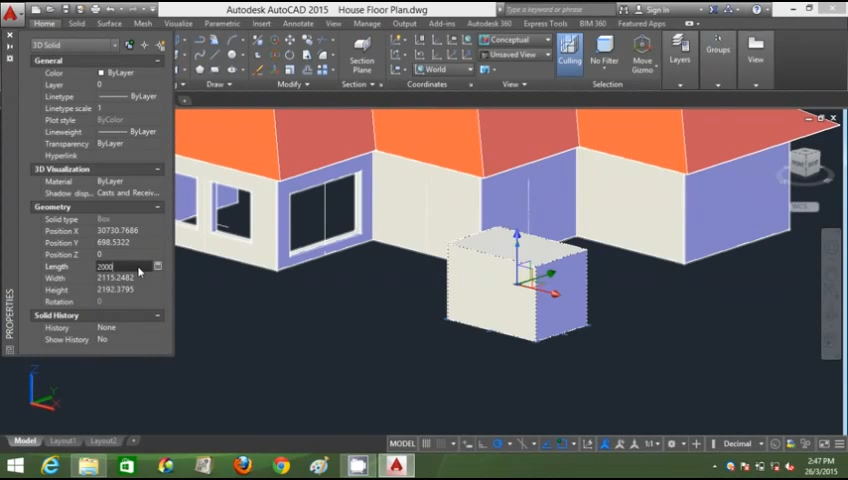 Autodesk AutoCAD 2015   House Floor Plan.dwg
Type a keyword or phrase
Sign In
Home Solid Surface Mesh Visualize Parametric Insert Annotate View Manage Output Add-ins Autodesk 360 Express Tools BIM 360 Featured Apps
3D Solid
Conceptual
Unsaved View
World
Section Plane
Culling
No Filter
Move Gizmo
Layers
Groups
View
Draw
Modify
Coordinates
View
Selection
General
Color ByLayer
Layer 0
Linetype ByLayer
Linetype scale 1
Plot style ByColor
Lineweight ByLayer
Transparency ByLayer
Hyperlink
3D Visualization
Material ByLayer
Shadow disp... Casts and Receiv...
Geometry
Solid type Box
Position X 30730.7686
Position Y 698.5322
Position Z 0
Length 2000
Width 2115.2482
Height 2192.3795
Rotation 0
Solid History
History None
Show History No
PROPERTIES
Z
Y
X
Model Layout1 Layout2 +
MODEL
1:1
Decimal
2:47 PM
26/3/2015